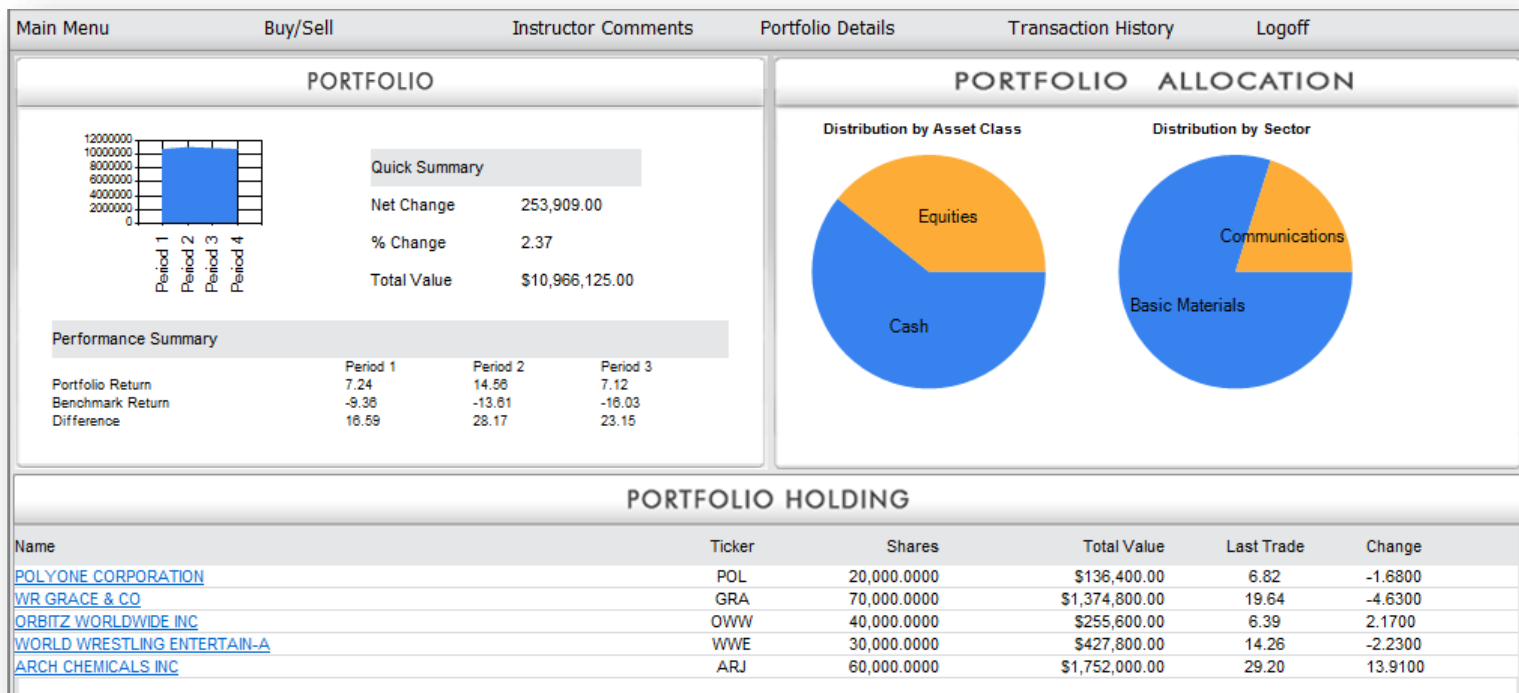 Main Menu Buy/Sell Instructor Comments Portfolio Details Transaction History Logoff
PORTFOLIO
12000000
10000000
8000000
6000000
4000000
2000000
0
Period 1
Period 2
Period 3
Period 4
Quick Summary
Net Change 253,909.00
% Change 2.37
Total Value $10,966,125.00
Performance Summary
Period 1 Period 2 Period 3
Portfolio Return 7.24 14.56 7.12
Benchmark Return -9.36 -13.61 -16.03
Difference 16.59 28.17 23.15
PORTFOLIO ALLOCATION
Distribution by Asset Class
Equities
Cash
Distribution by Sector
Communications
Basic Materials
PORTFOLIO HOLDING
Name Ticker Shares Total Value Last Trade Change
POLYONE CORPORATION POL 20,000.0000 $136,400.00 6.82 -1.6800
WR GRACE & CO GRA 70,000.0000 $1,374,800.00 19.64 -4.6300
ORBITZ WORLDWIDE INC OWW 40,000.0000 $255,600.00 6.39 2.1700
WORLD WRESTLING ENTERTAIN-A WWE 30,000.0000 $427,800.00 14.26 -2.2300
ARCH CHEMICALS INC ARJ 60,000.0000 $1,752,000.00 29.20 13.9100